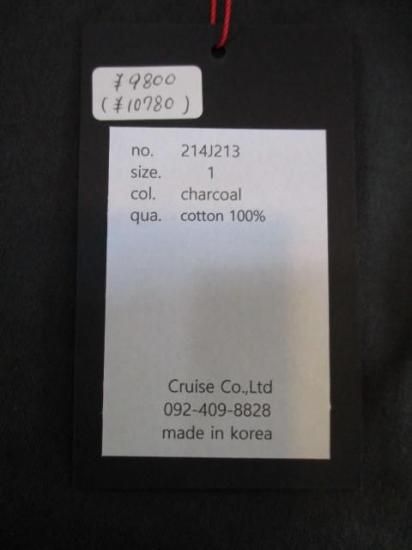 ¥9800
(¥10780)
no. 214J213
size. 1
col. charcoal
qua. cotton 100%
Cruise Co.,Ltd
092-409-8828
made in korea